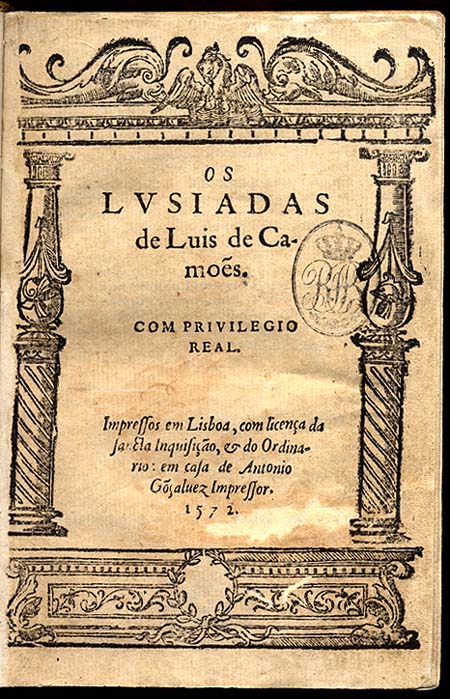 OS
LVSIADAS
de Luis de Ca-
moẽs.
COM PRIVILEGIO
REAL.
Impreſſos em Lisboa, com licença da
ſancta Inquiſição, & do Ordina-
rio: em caſa de Antonio
Gõçaluez Impreſſor.
1572.